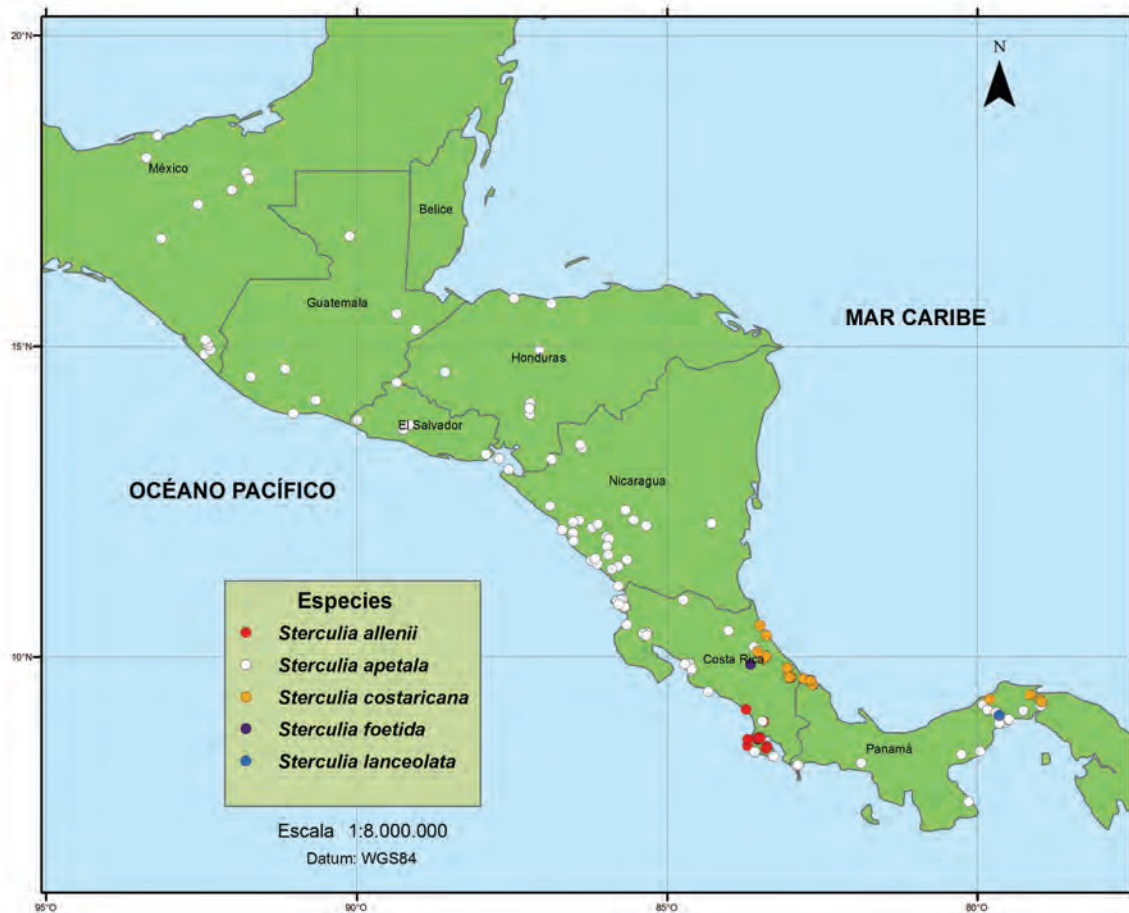 20°N
N
México
Belice
Guatemala
MAR CARIBE
15°N
Honduras
El Salvador
OCÉANO PACÍFICO
Nicaragua
Especies
Sterculia allenii
Sterculia apetala
Sterculia costaricana
Sterculia foetida
Sterculia lanceolata
10°N
Costa Rica
Panamá
Escala 1:8.000.000
Datum: WGS84
95°O
90°O
85°O
80°O